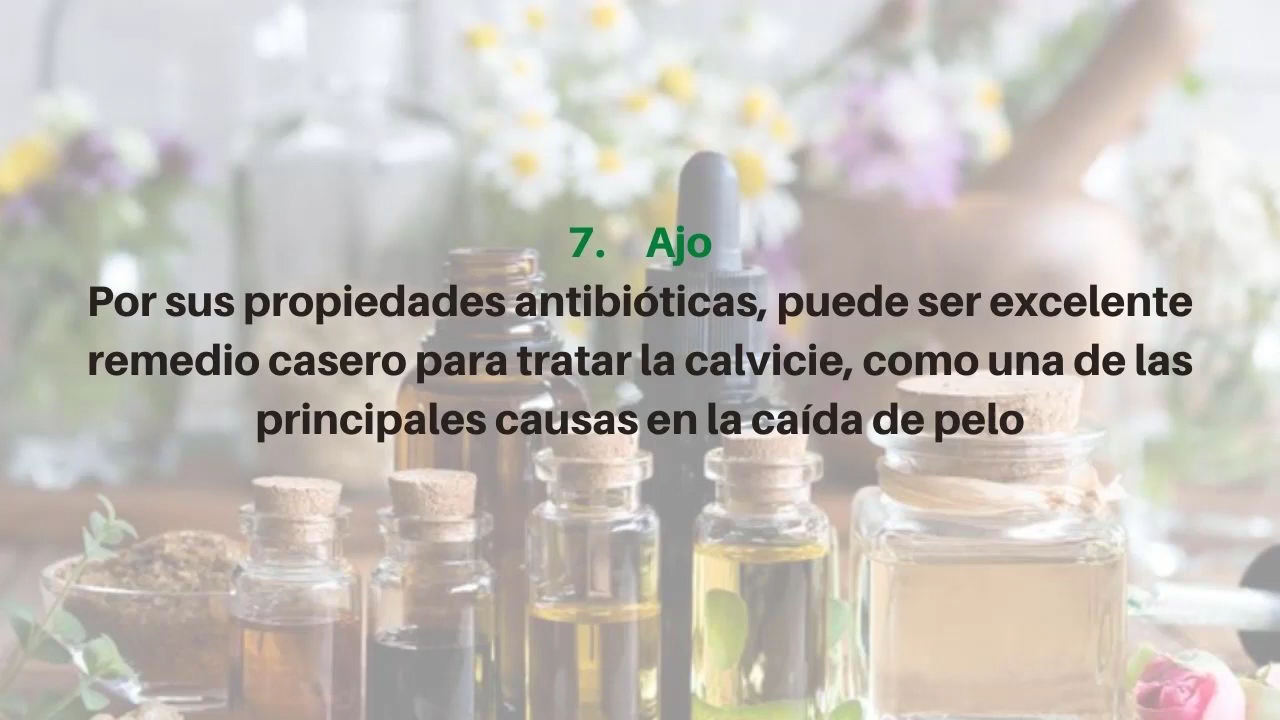 7. Ajo
Por sus propiedades antibióticas, puede ser excelente
remedio casero para tratar la calvicie, como una de las
principales causas en la caída de pelo